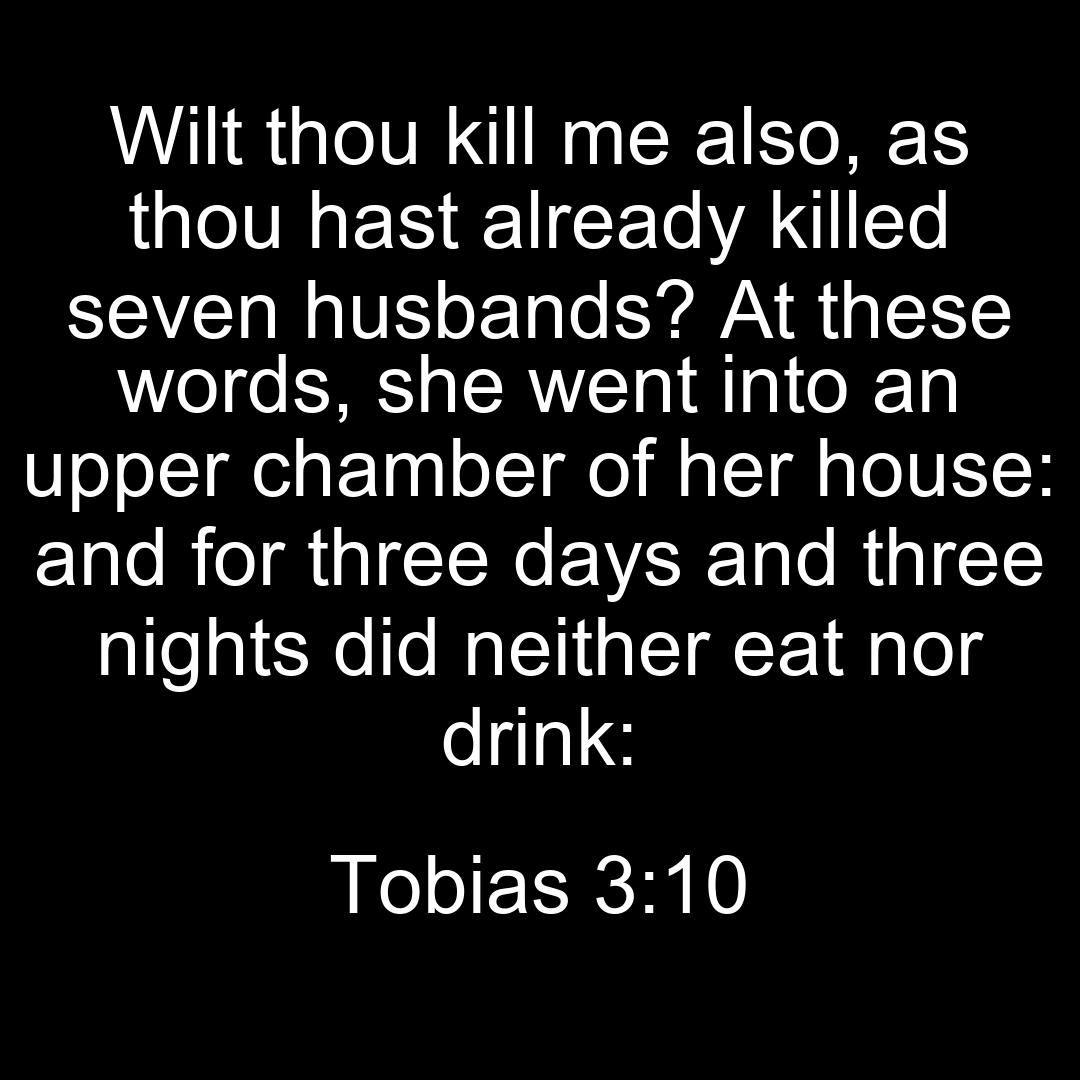 Wilt thou kill me also, as
thou hast already killed
seven husbands? At these
words, she went into an
upper chamber of her house:
and for three days and three
nights did neither eat nor
drink:
Tobias 3:10